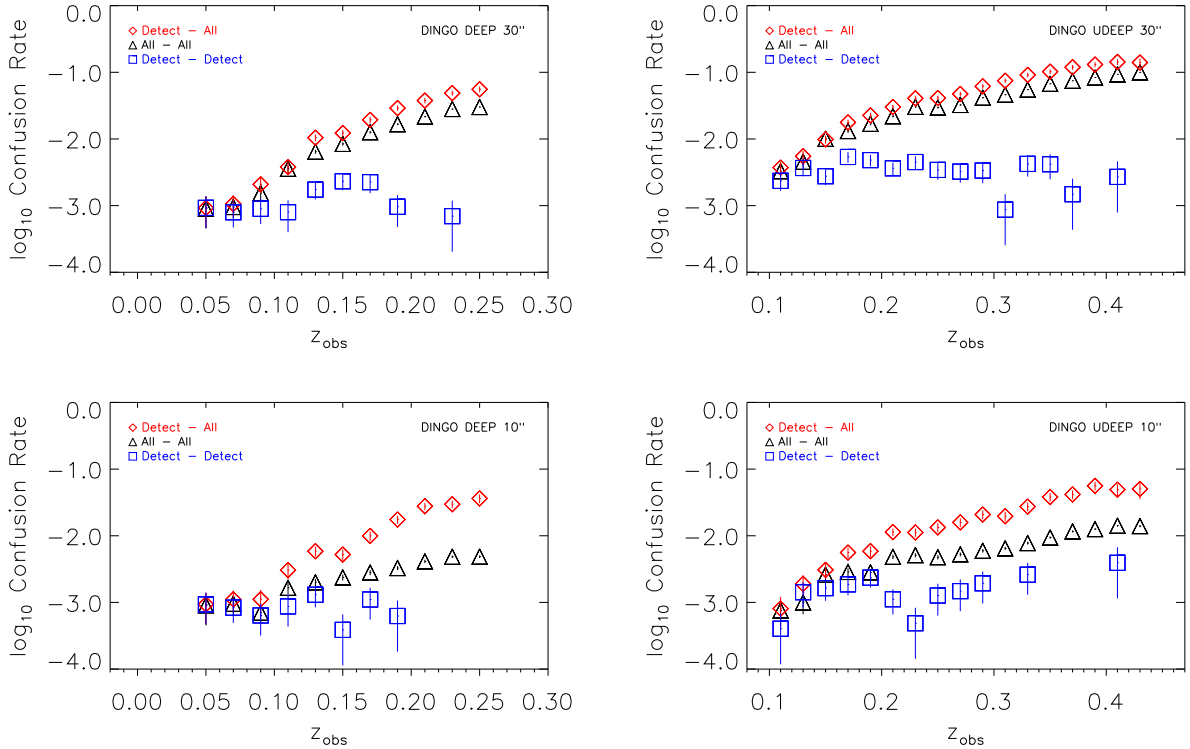 0.0
−1.0
−2.0
−3.0
−4.0
log10 Confusion Rate
Detect − All
All − All
Detect − Detect
DINGO DEEP 30"
0.00 0.05 0.10 0.15 0.20 0.25 0.30
zobs
0.0
−1.0
−2.0
−3.0
−4.0
log10 Confusion Rate
Detect − All
All − All
Detect − Detect
DINGO UDEEP 30"
0.1 0.2 0.3 0.4
zobs
0.0
−1.0
−2.0
−3.0
−4.0
log10 Confusion Rate
Detect − All
All − All
Detect − Detect
DINGO DEEP 10"
0.00 0.05 0.10 0.15 0.20 0.25 0.30
zobs
0.0
−1.0
−2.0
−3.0
−4.0
log10 Confusion Rate
Detect − All
All − All
Detect − Detect
DINGO UDEEP 10"
0.1 0.2 0.3 0.4
zobs